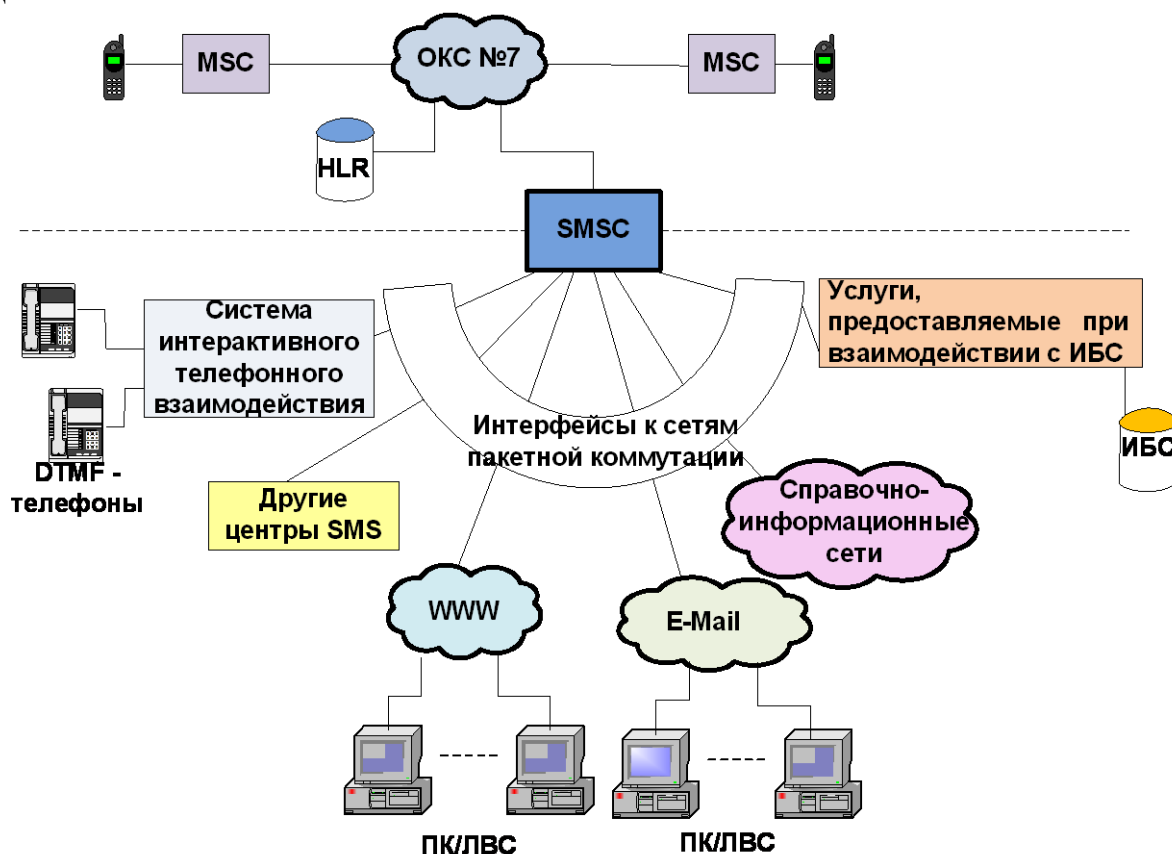 MSC
ОКС №7
MSC
HLR
SMSC
Система
интерактивного
телефонного
взаимодействия
Услуги,
предоставляемые при
взаимодействии с ИБС
ИБС
DTMF -
телефоны
Интерфейсы к сетям
пакетной коммутации
Другие
центры SMS
Справочно-
информационные
сети
WWW
E-Mail
ПК/ЛВС
ПК/ЛВС